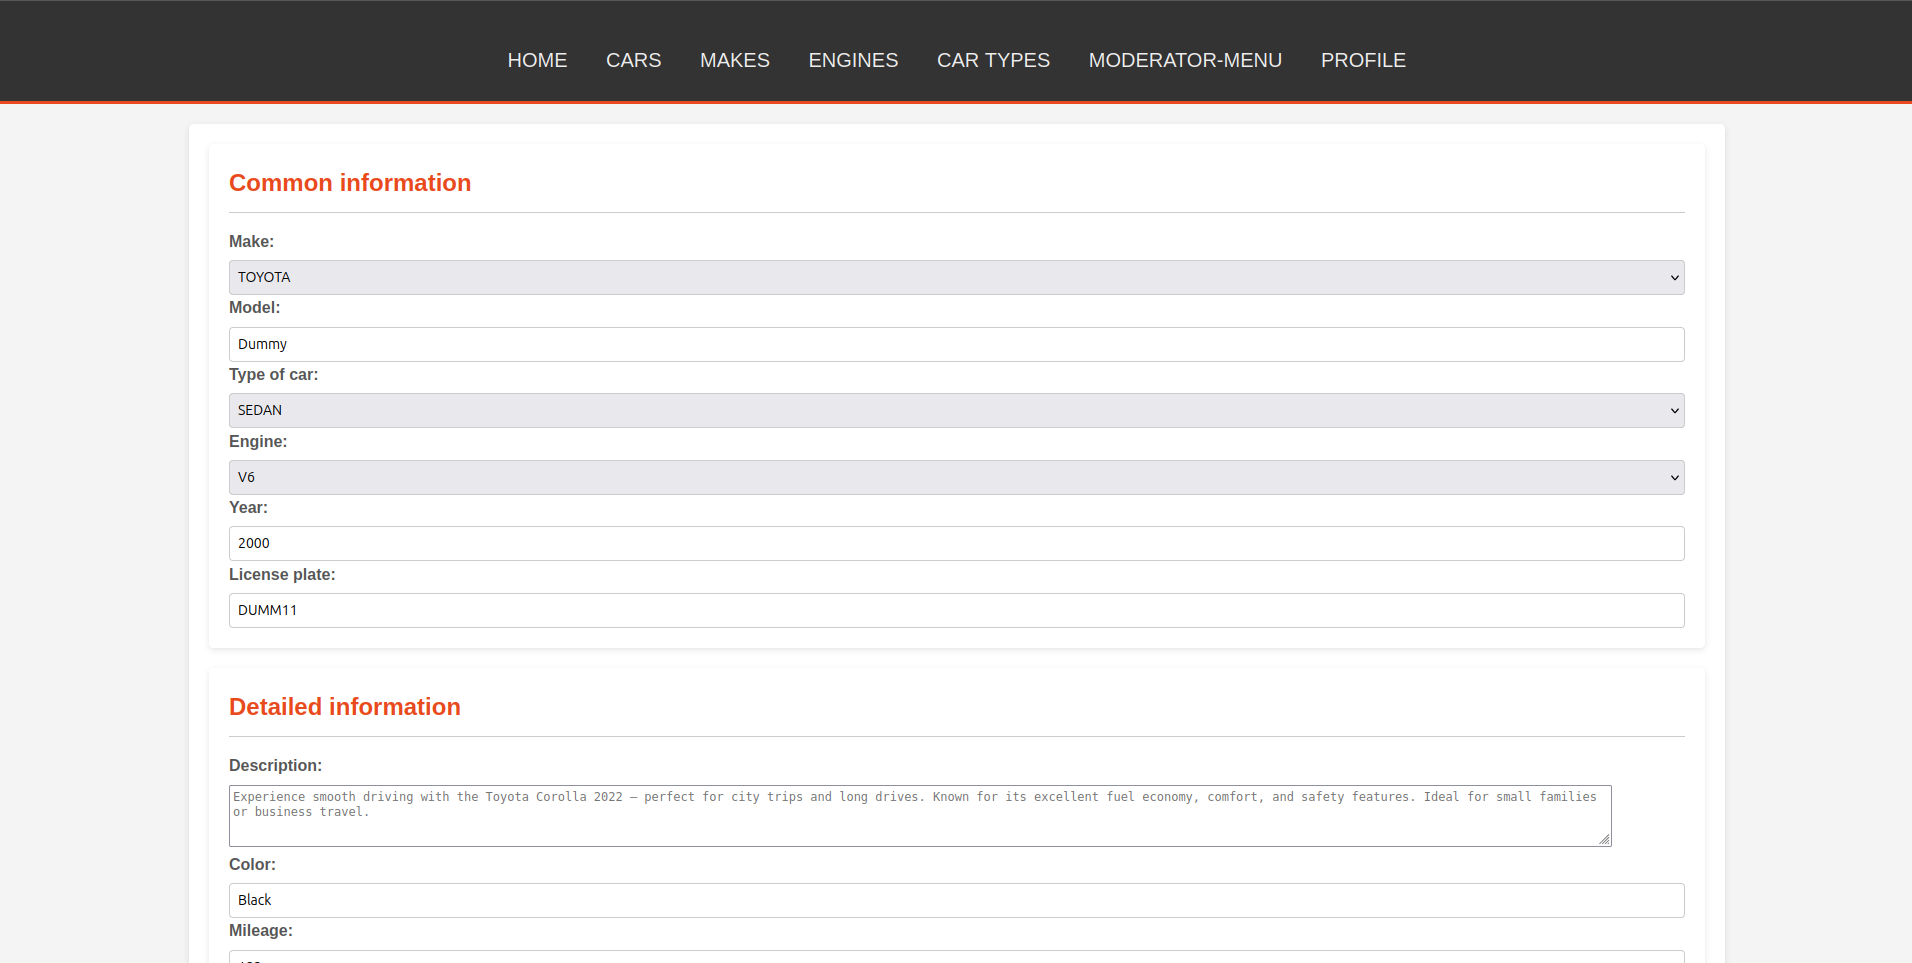 HOME CARS MAKES ENGINES CAR TYPES MODERATOR-MENU PROFILE
Common information
Make:
TOYOTA
Model:
Dummy
Type of car:
SEDAN
Engine:
V6
Year:
2000
License plate:
DUMM11
Detailed information
Description:
Experience smooth driving with the Toyota Corolla 2022 – perfect for city trips and long drives. Known for its excellent fuel economy, comfort, and safety features. Ideal for small families
or business travel.
Color:
Black
Mileage: